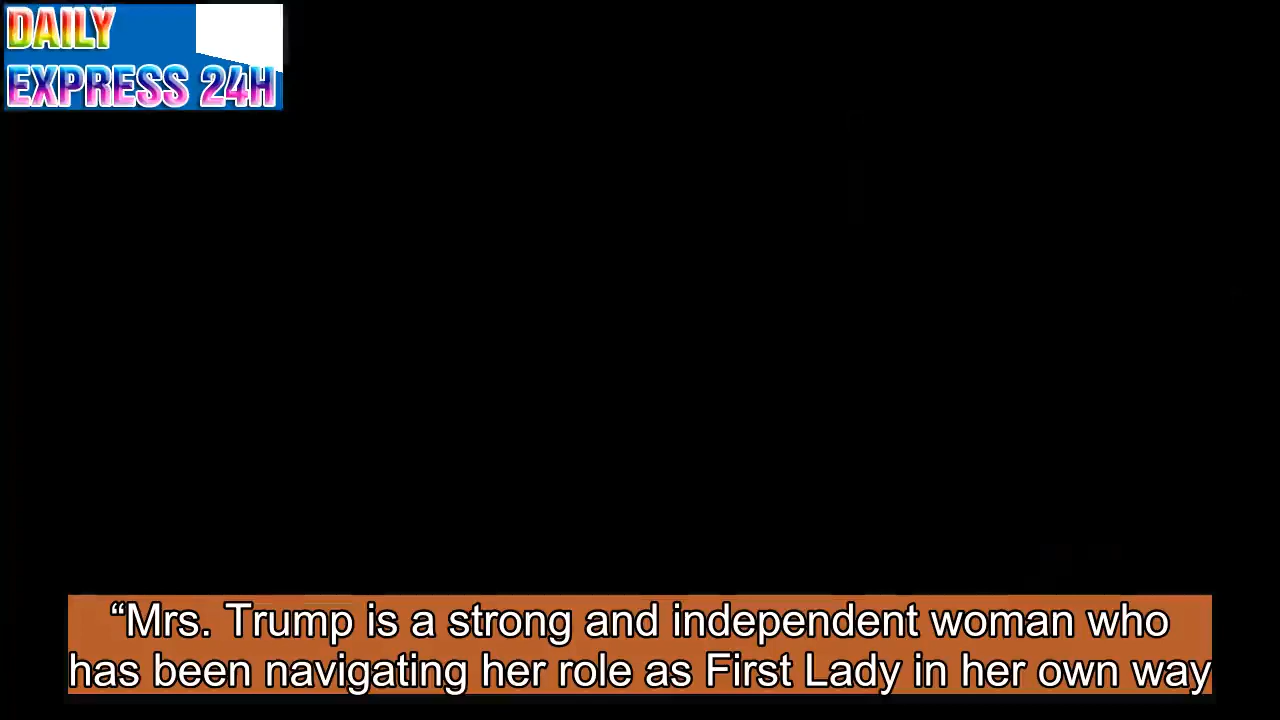 DAILY
EXPRESS 24H
“Mrs. Trump is a strong and independent woman who
has been navigating her role as First Lady in her own way